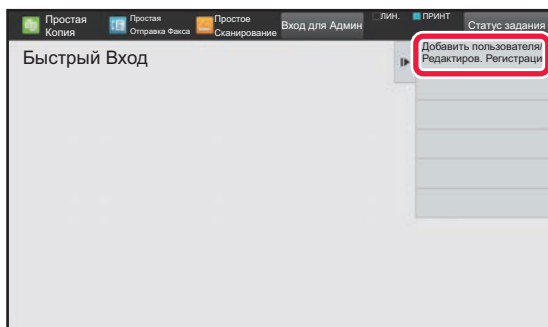 Простая
Копия
Простая
Отправка Факса
Простое
Сканирование
Вход для Админ
ЛИН.
ПРИНТ
Статус задания
Быстрый Вход
Добавить пользователя/
Редактиров. Регистраци